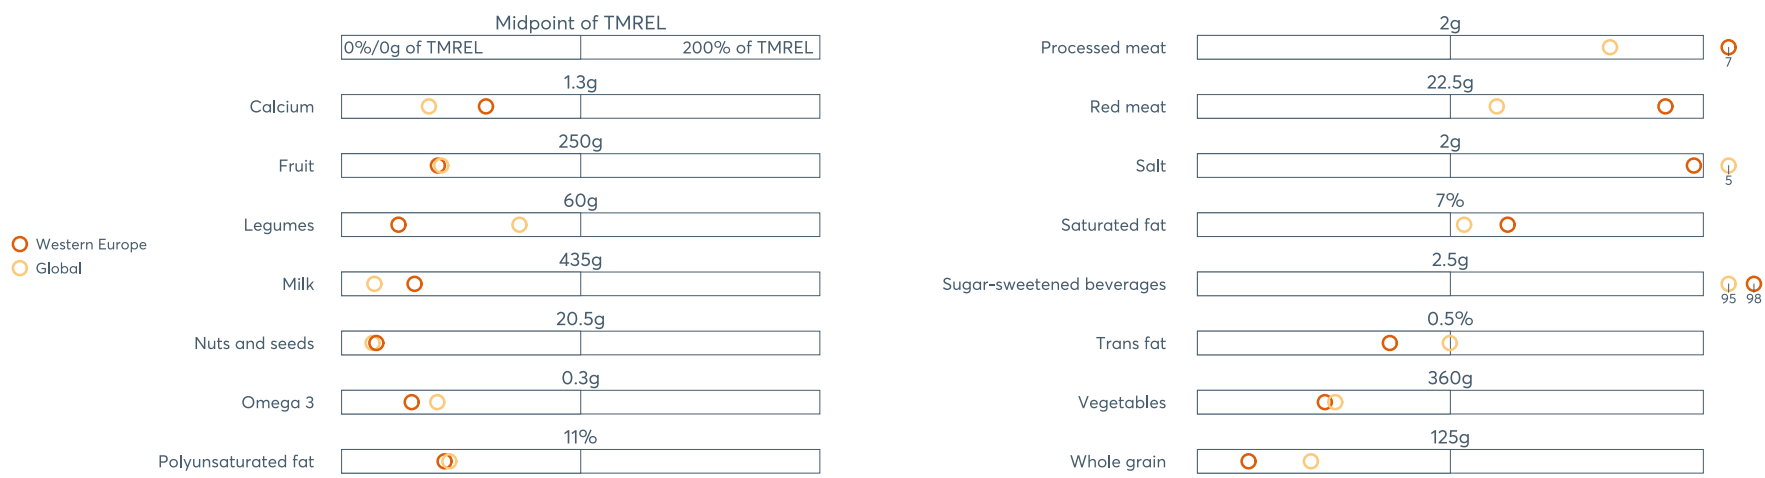 Midpoint of TMREL
0%/0g of TMREL 200% of TMREL
1.3g
Calcium
250g
Fruit
60g
Legumes
Western Europe
Global
435g
Milk
20.5g
Nuts and seeds
0.3g
Omega 3
11%
Polyunsaturated fat
2g
Processed meat
7
22.5g
Red meat
2g
Salt
5
7%
Saturated fat
2.5g
Sugar-sweetened beverages
95 98
0.5%
Trans fat
360g
Vegetables
125g
Whole grain